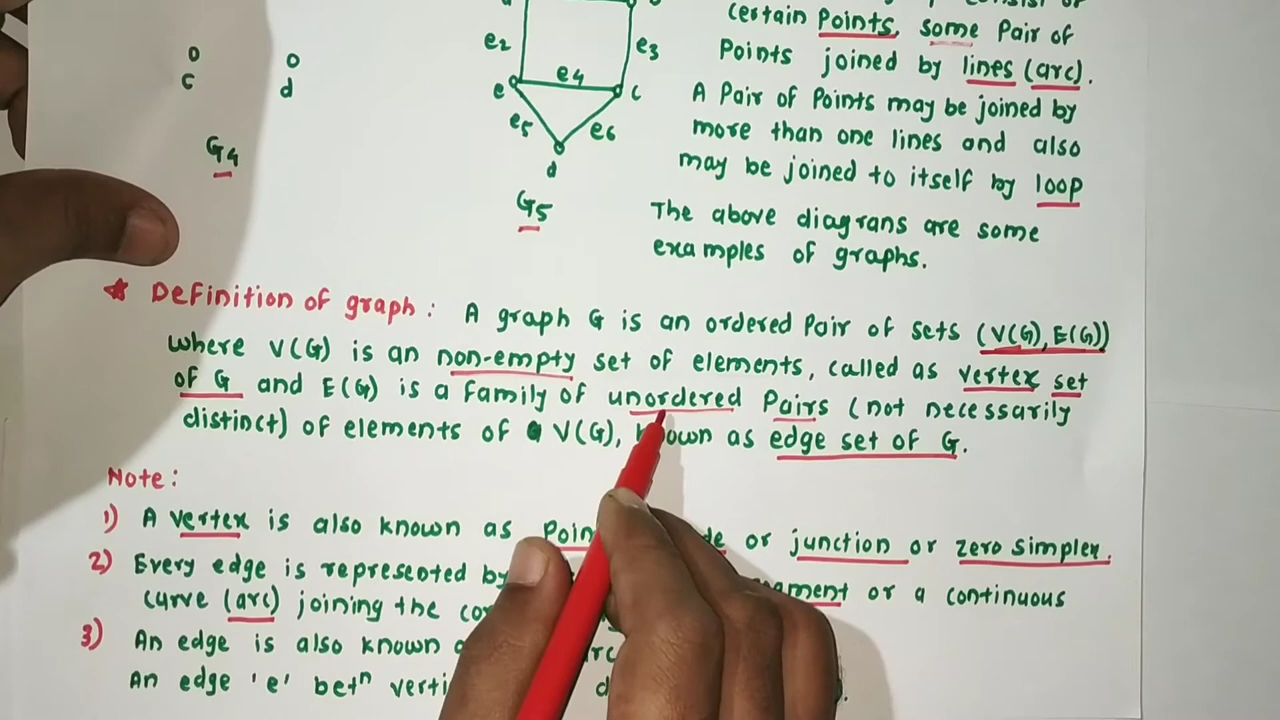 certain Points, some Pair of
Points joined by lines (arc).
A Pair of Points may be joined by
more than one lines and also
may be joined to itself by loop
The above diagrans are some
examples of graphs.
e2
e3
e4
e
c
e5
e6
d
G5
c
d
G4
* Definition of graph : A graph G is an ordered Pair of sets (V(G), E(G))
where V(G) is an non-empty set of elements, called as vertex set
of G and E(G) is a family of unordered Pairs (not necessarily
distinct) of elements of V(G), known as edge set of G.
Note:
1) A vertex is also known as or junction or zero simplex.
2) Every edge is represented by or a continuous
curve (arc) joining the
3) An edge is also known
An edge 'e' betn